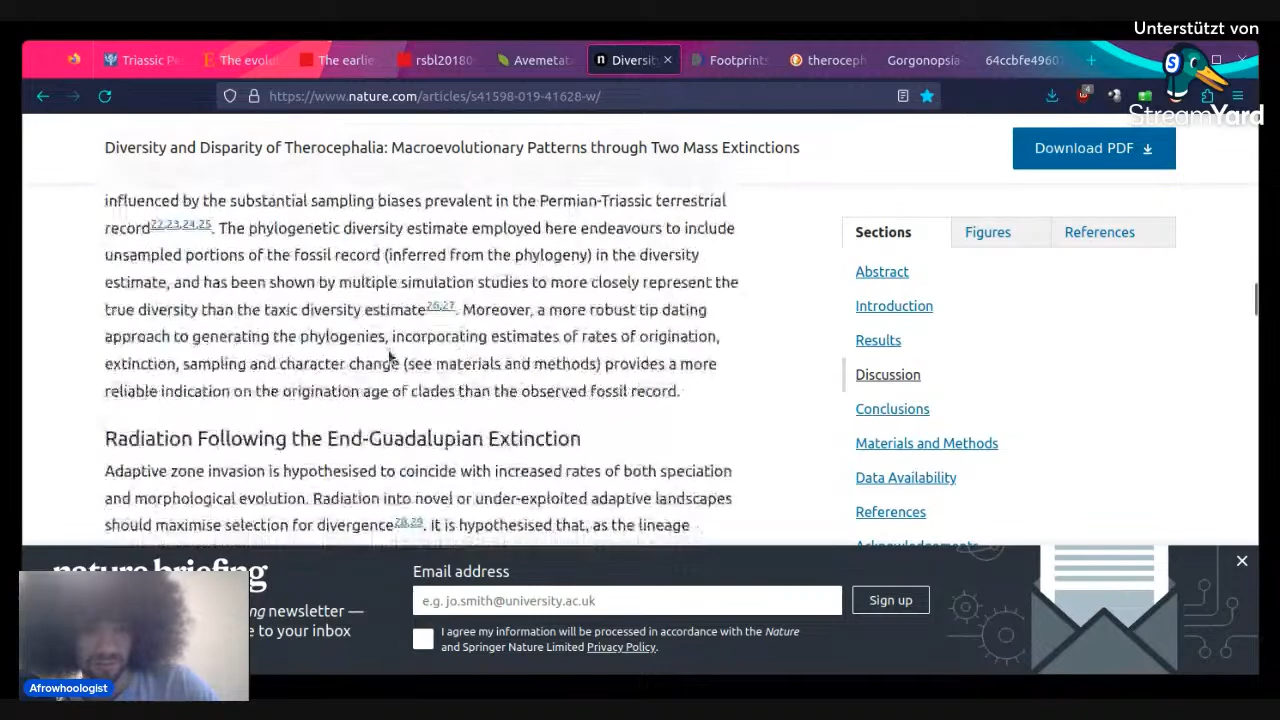 Unterstützt von
StreamYard
Triassic Pe
The evolu
The earlie
rsbl20180
Avemetat
Diversit
Footprint
theroceph
Gorgonopsia
64ccbfe4960
https://www.nature.com/articles/s41598-019-41628-w/
Diversity and Disparity of Therocephalia: Macroevolutionary Patterns through Two Mass Extinctions
Download PDF
influenced by the substantial sampling biases prevalent in the Permian-Triassic terrestrial
record22,23,24,25. The phylogenetic diversity estimate employed here endeavours to include
unsampled portions of the fossil record (inferred from the phylogeny) in the diversity
estimate, and has been shown by multiple simulation studies to more closely represent the
true diversity than the taxic diversity estimate26,27. Moreover, a more robust tip dating
approach to generating the phylogenies, incorporating estimates of rates of origination,
extinction, sampling and character change (see materials and methods) provides a more
reliable indication on the origination age of clades than the observed fossil record.
Radiation Following the End-Guadalupian Extinction
Adaptive zone invasion is hypothesised to coincide with increased rates of both speciation
and morphological evolution. Radiation into novel or under-exploited adaptive landscapes
should maximise selection for divergence28,29. It is hypothesised that, as the lineage
Sections
Figures
References
Abstract
Introduction
Results
Discussion
Conclusions
Materials and Methods
Data Availability
References
Acknowledgements
nature briefing
ng newsletter —
e to your inbox
Email address
e.g. jo.smith@university.ac.uk
Sign up
I agree my information will be processed in accordance with the Nature
and Springer Nature Limited Privacy Policy.
Afrowhoologist